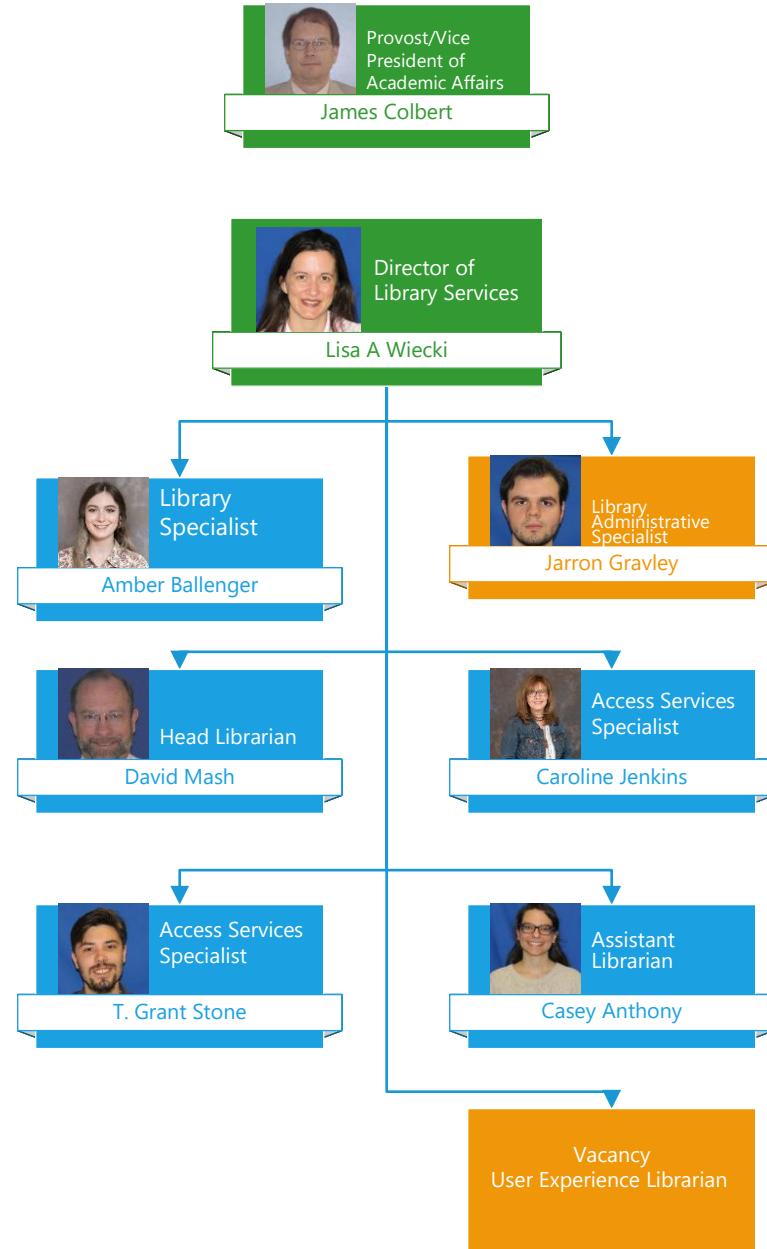 Provost/Vice
President of
Academic Affairs
James Colbert
Director of
Library Services
Lisa A Wiecki
Library
Specialist
Amber Ballenger
Library
Administrative
Specialist
Jarron Gravley
Head Librarian
David Mash
Access Services
Specialist
Caroline Jenkins
Access Services
Specialist
T. Grant Stone
Assistant
Librarian
Casey Anthony
Vacancy
User Experience Librarian